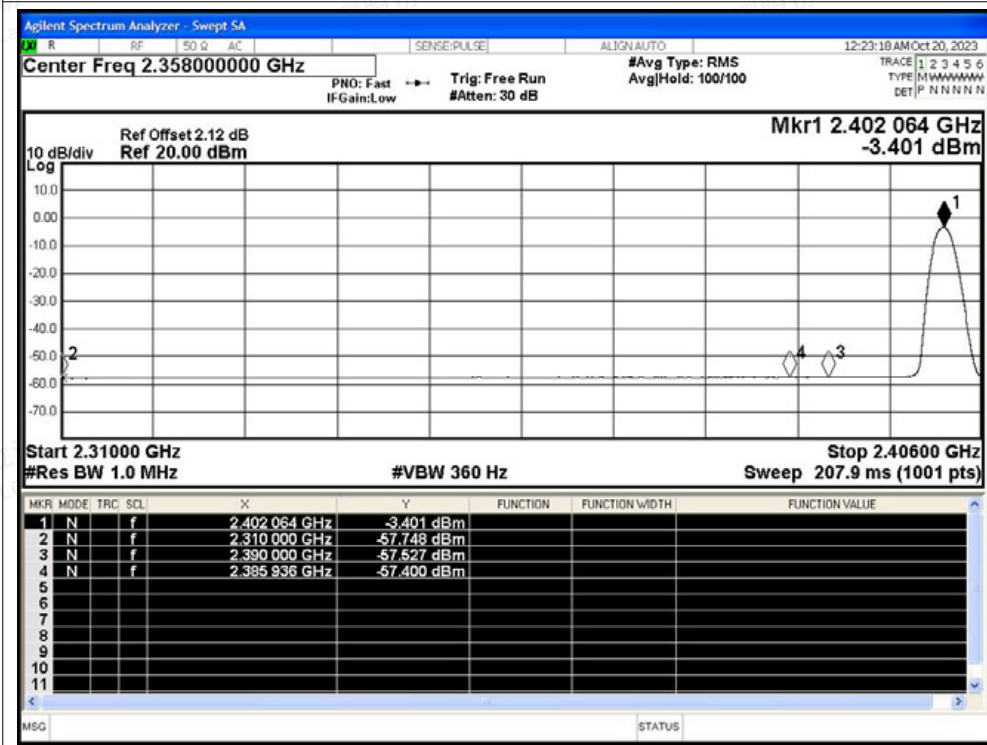 Agilent Spectrum Analyzer - Swept SA
LXI R RF 50 Ω AC SENSE:PULSE ALIGNAUTO 12:23:18 AM Oct 20, 2023
Center Freq 2.358000000 GHz
PNO: Fast
IFGain:Low
Trig: Free Run
#Atten: 30 dB
#Avg Type: RMS
Avg|Hold: 100/100
TRACE 1 2 3 4 5 6
TYPE MWWWWW
DET P N N N N N
Mkr1 2.402 064 GHz
-3.401 dBm
Ref Offset 2.12 dB
10 dB/div Ref 20.00 dBm
Log
10.0
0.00
-10.0
-20.0
-30.0
-40.0
-50.0
-60.0
-70.0
1
2
4
3
Start 2.31000 GHz Stop 2.40600 GHz
#Res BW 1.0 MHz #VBW 360 Hz Sweep 207.9 ms (1001 pts)
MKR MODE TRC SCL X Y FUNCTION FUNCTION WIDTH FUNCTION VALUE
1 N f 2.402 064 GHz -3.401 dBm
2 N f 2.310 000 GHz -57.748 dBm
3 N f 2.390 000 GHz -57.527 dBm
4 N f 2.385 936 GHz -57.400 dBm
5
6
7
8
9
10
11
MSG STATUS